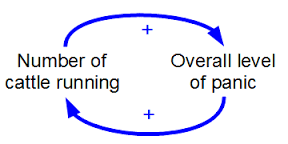 +
Number of
cattle running
Overall level
of panic
+